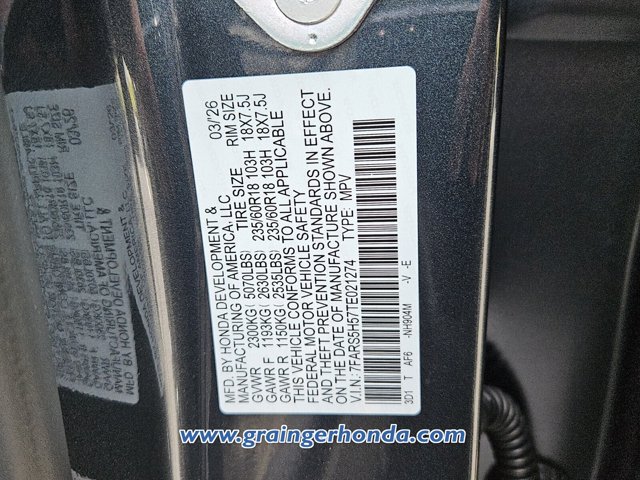 MFD. BY HONDA DEVELOPMENT &
MANUFACTURING OF AMERICA, LLC 03/26
TIRE SIZE RIM SIZE
GVWR 2300KG ( 5070LBS) 235/60R18 103H 18X7.5J
GAWR F 1193KG ( 2630LBS) 235/60R18 103H 18X7.5J
GAWR R 1150KG ( 2535LBS)
THIS VEHICLE CONFORMS TO ALL APPLICABLE
FEDERAL MOTOR VEHICLE SAFETY
AND THEFT PREVENTION STANDARDS IN EFFECT
ON THE DATE OF MANUFACTURE SHOWN ABOVE.
V.I.N.: 7FARS5H57TE021274 TYPE: MPV
3D1 T AF6 -NH904M -V -E
www.graingerhonda.com